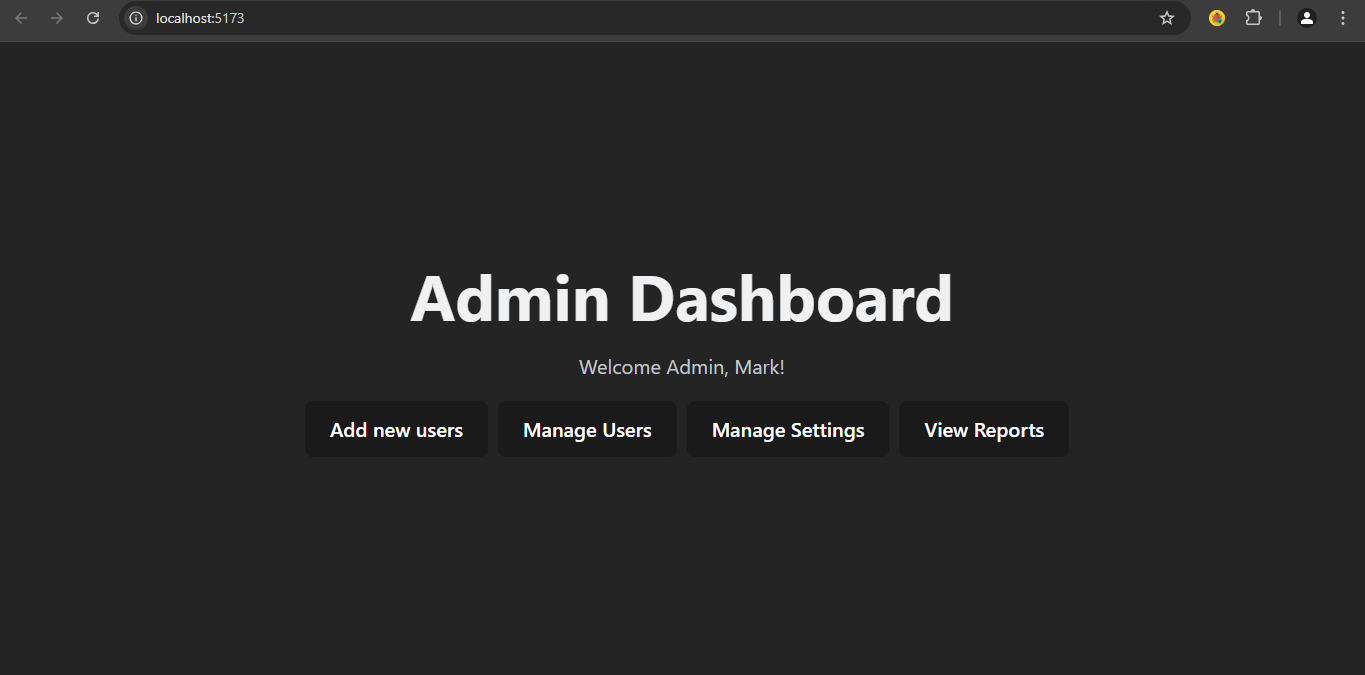 localhost:5173
Admin Dashboard
Welcome Admin, Mark!
Add new users Manage Users Manage Settings View Reports